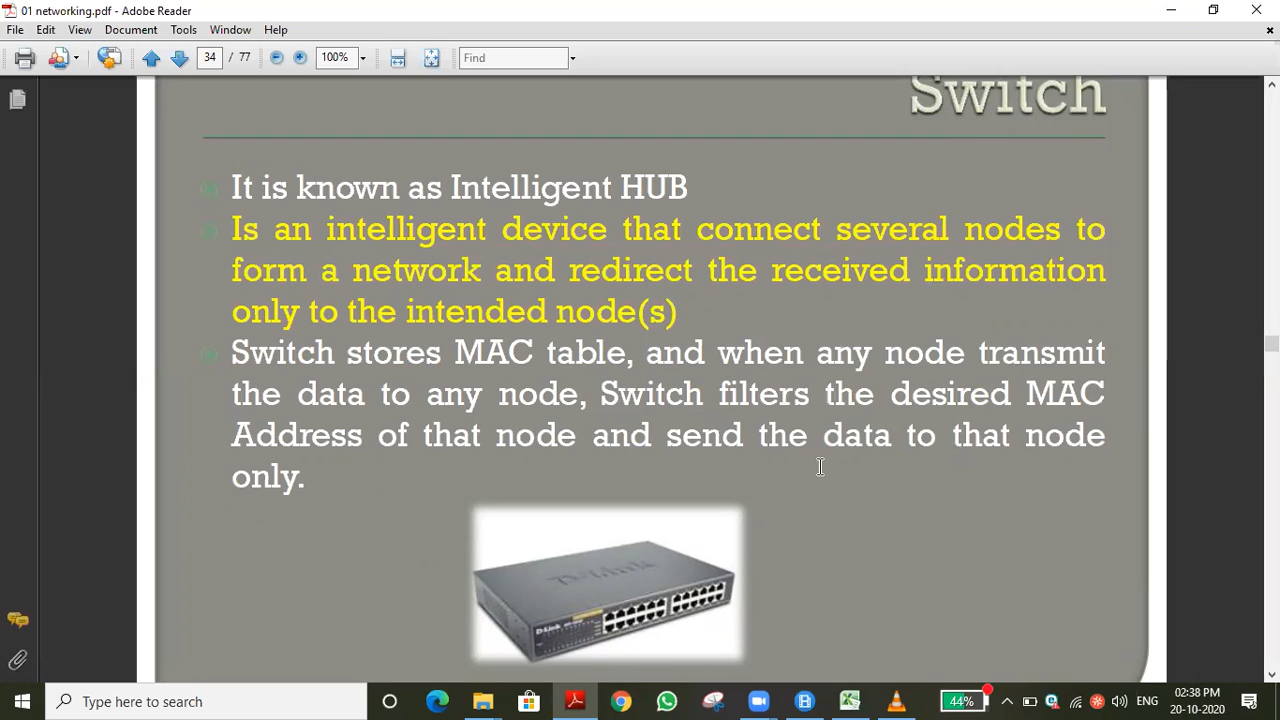 01 networking.pdf - Adobe Reader
File Edit View Document Tools Window Help
34 / 77 100% Find
Switch
It is known as Intelligent HUB
Is an intelligent device that connect several nodes to
form a network and redirect the received information
only to the intended node(s)
Switch stores MAC table, and when any node transmit
the data to any node, Switch filters the desired MAC
Address of that node and send the data to that node
only.
D-Link
D-Link
Type here to search 44% ENG 02:38 PM
20-10-2020